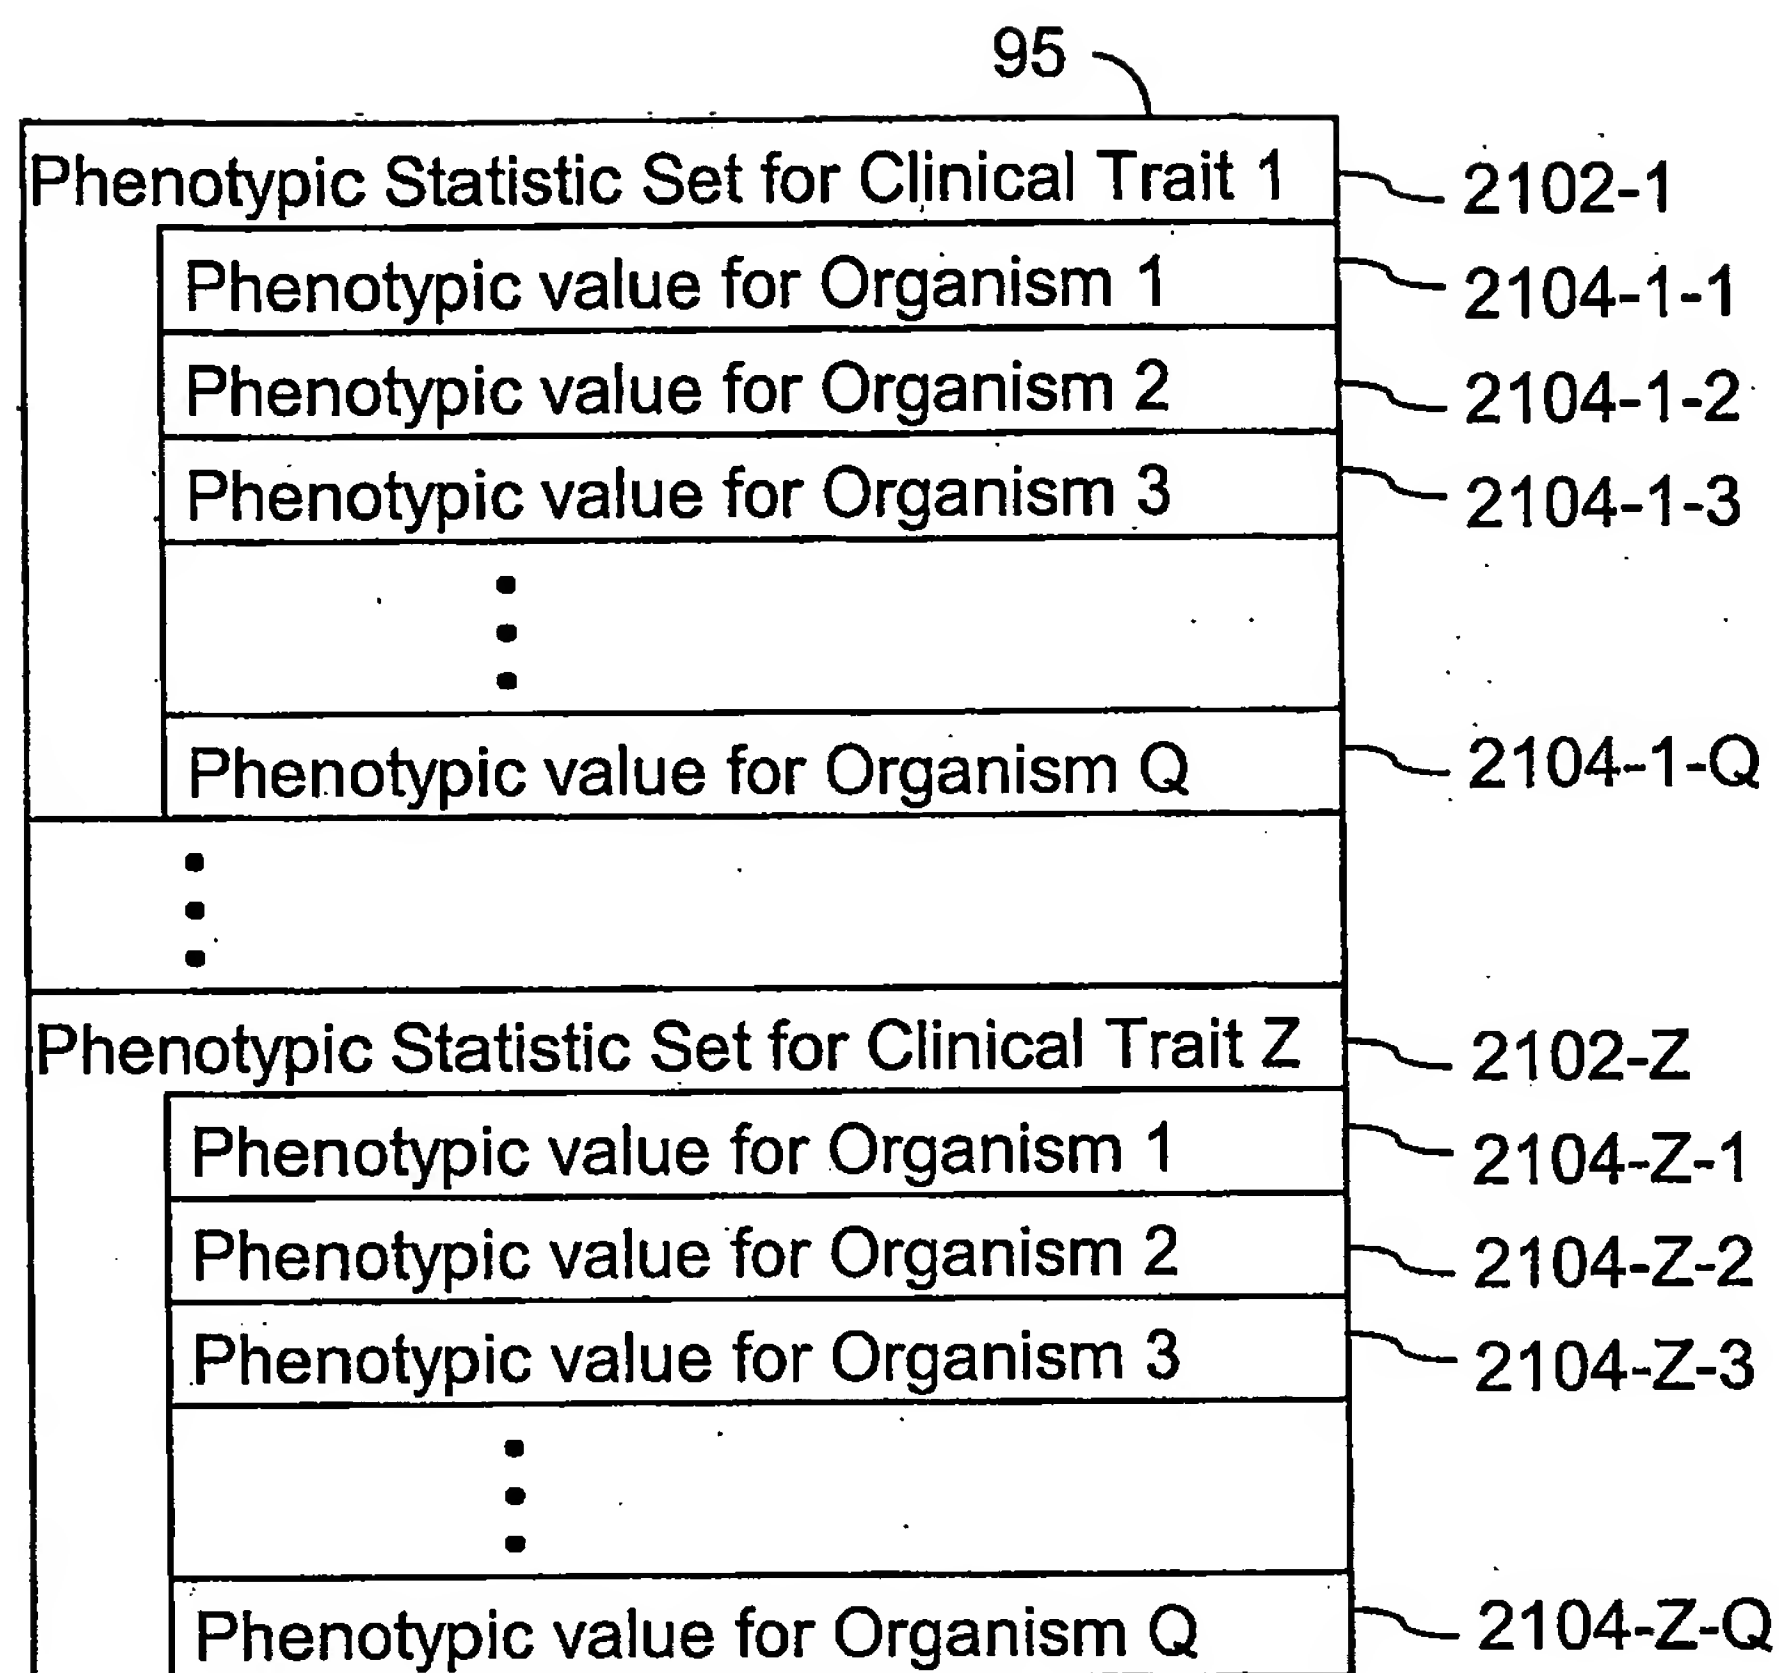 95
Phenotypic Statistic Set for Clinical Trait 1 2102-1
Phenotypic value for Organism 1 2104-1-1
Phenotypic value for Organism 2 2104-1-2
Phenotypic value for Organism 3 2104-1-3
Phenotypic value for Organism Q 2104-1-Q
Phenotypic Statistic Set for Clinical Trait Z 2102-Z
Phenotypic value for Organism 1 2104-Z-1
Phenotypic value for Organism 2 2104-Z-2
Phenotypic value for Organism 3 2104-Z-3
Phenotypic value for Organism Q 2104-Z-Q